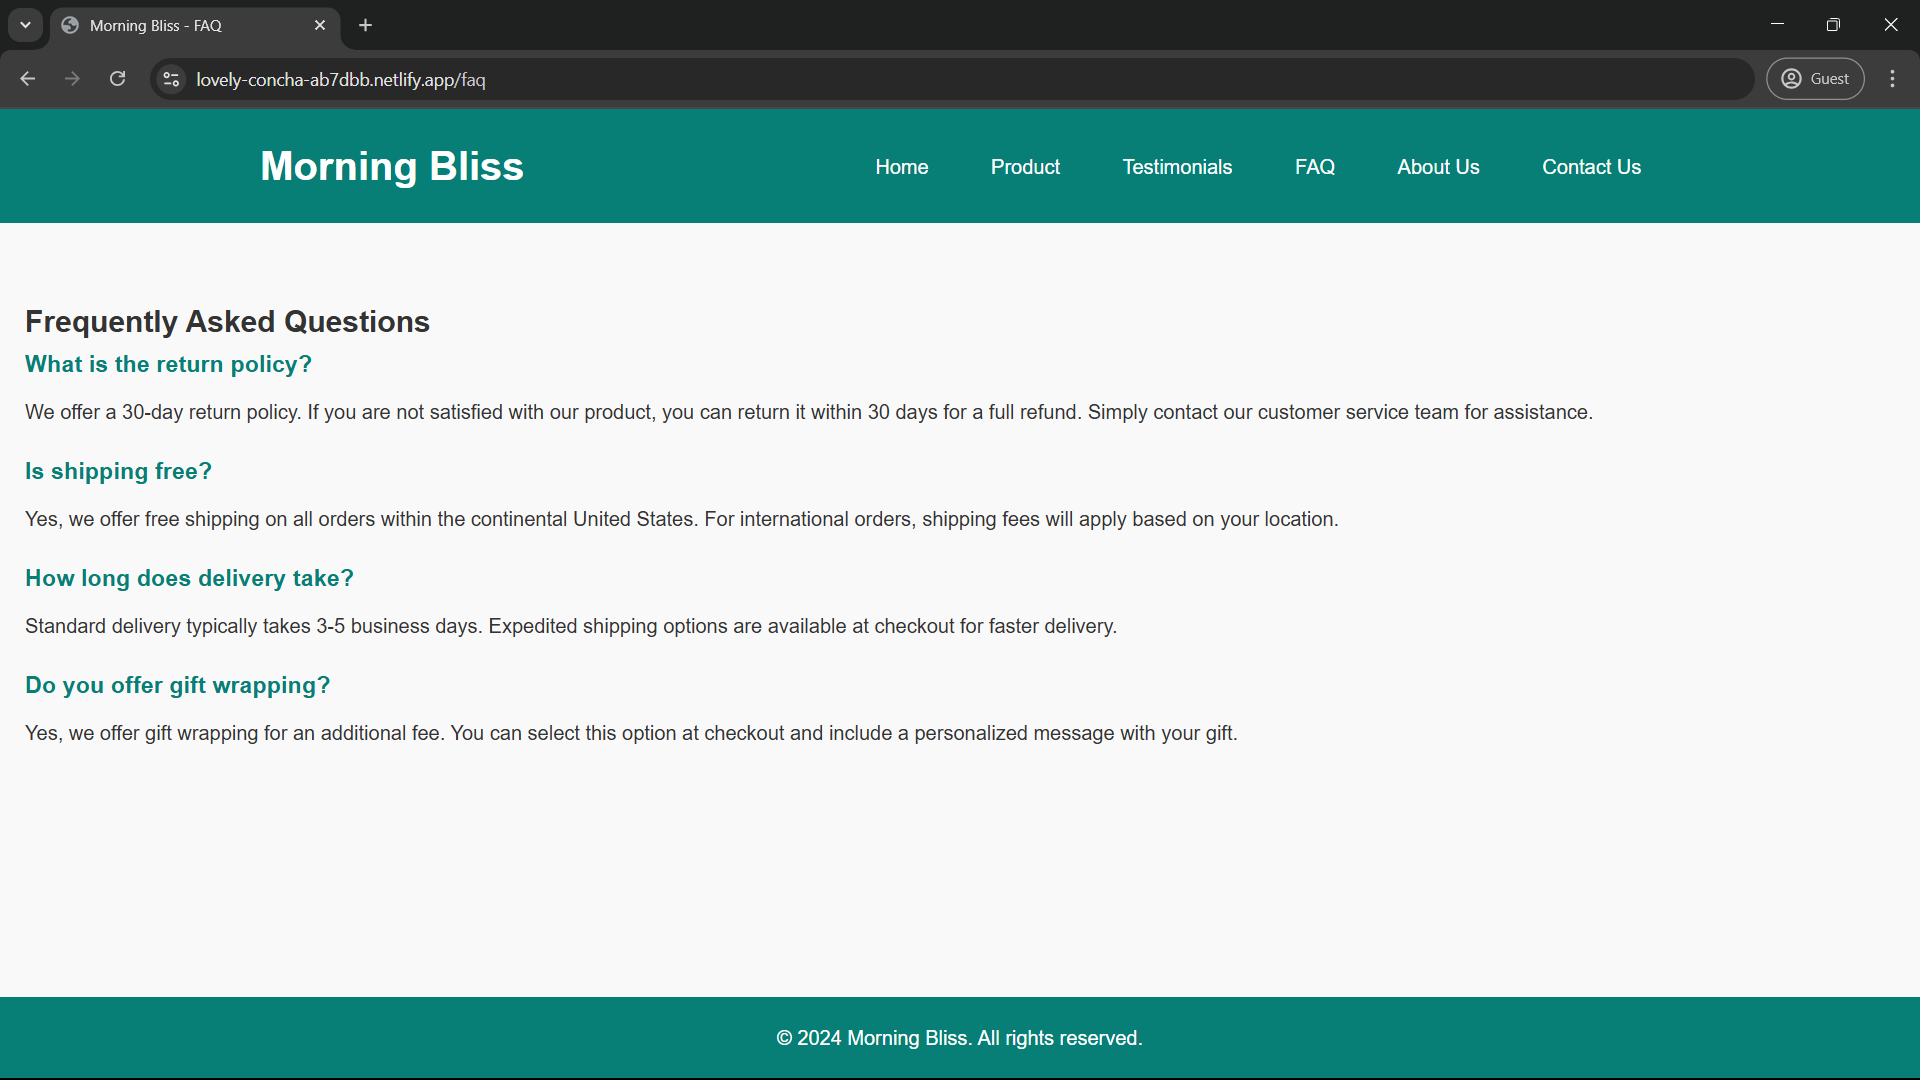 Morning Bliss - FAQ
lovely-concha-ab7dbb.netlify.app/faq
Guest
Morning Bliss
Home
Product
Testimonials
FAQ
About Us
Contact Us
Frequently Asked Questions
What is the return policy?
We offer a 30-day return policy. If you are not satisfied with our product, you can return it within 30 days for a full refund. Simply contact our customer service team for assistance.
Is shipping free?
Yes, we offer free shipping on all orders within the continental United States. For international orders, shipping fees will apply based on your location.
How long does delivery take?
Standard delivery typically takes 3-5 business days. Expedited shipping options are available at checkout for faster delivery.
Do you offer gift wrapping?
Yes, we offer gift wrapping for an additional fee. You can select this option at checkout and include a personalized message with your gift.
© 2024 Morning Bliss. All rights reserved.